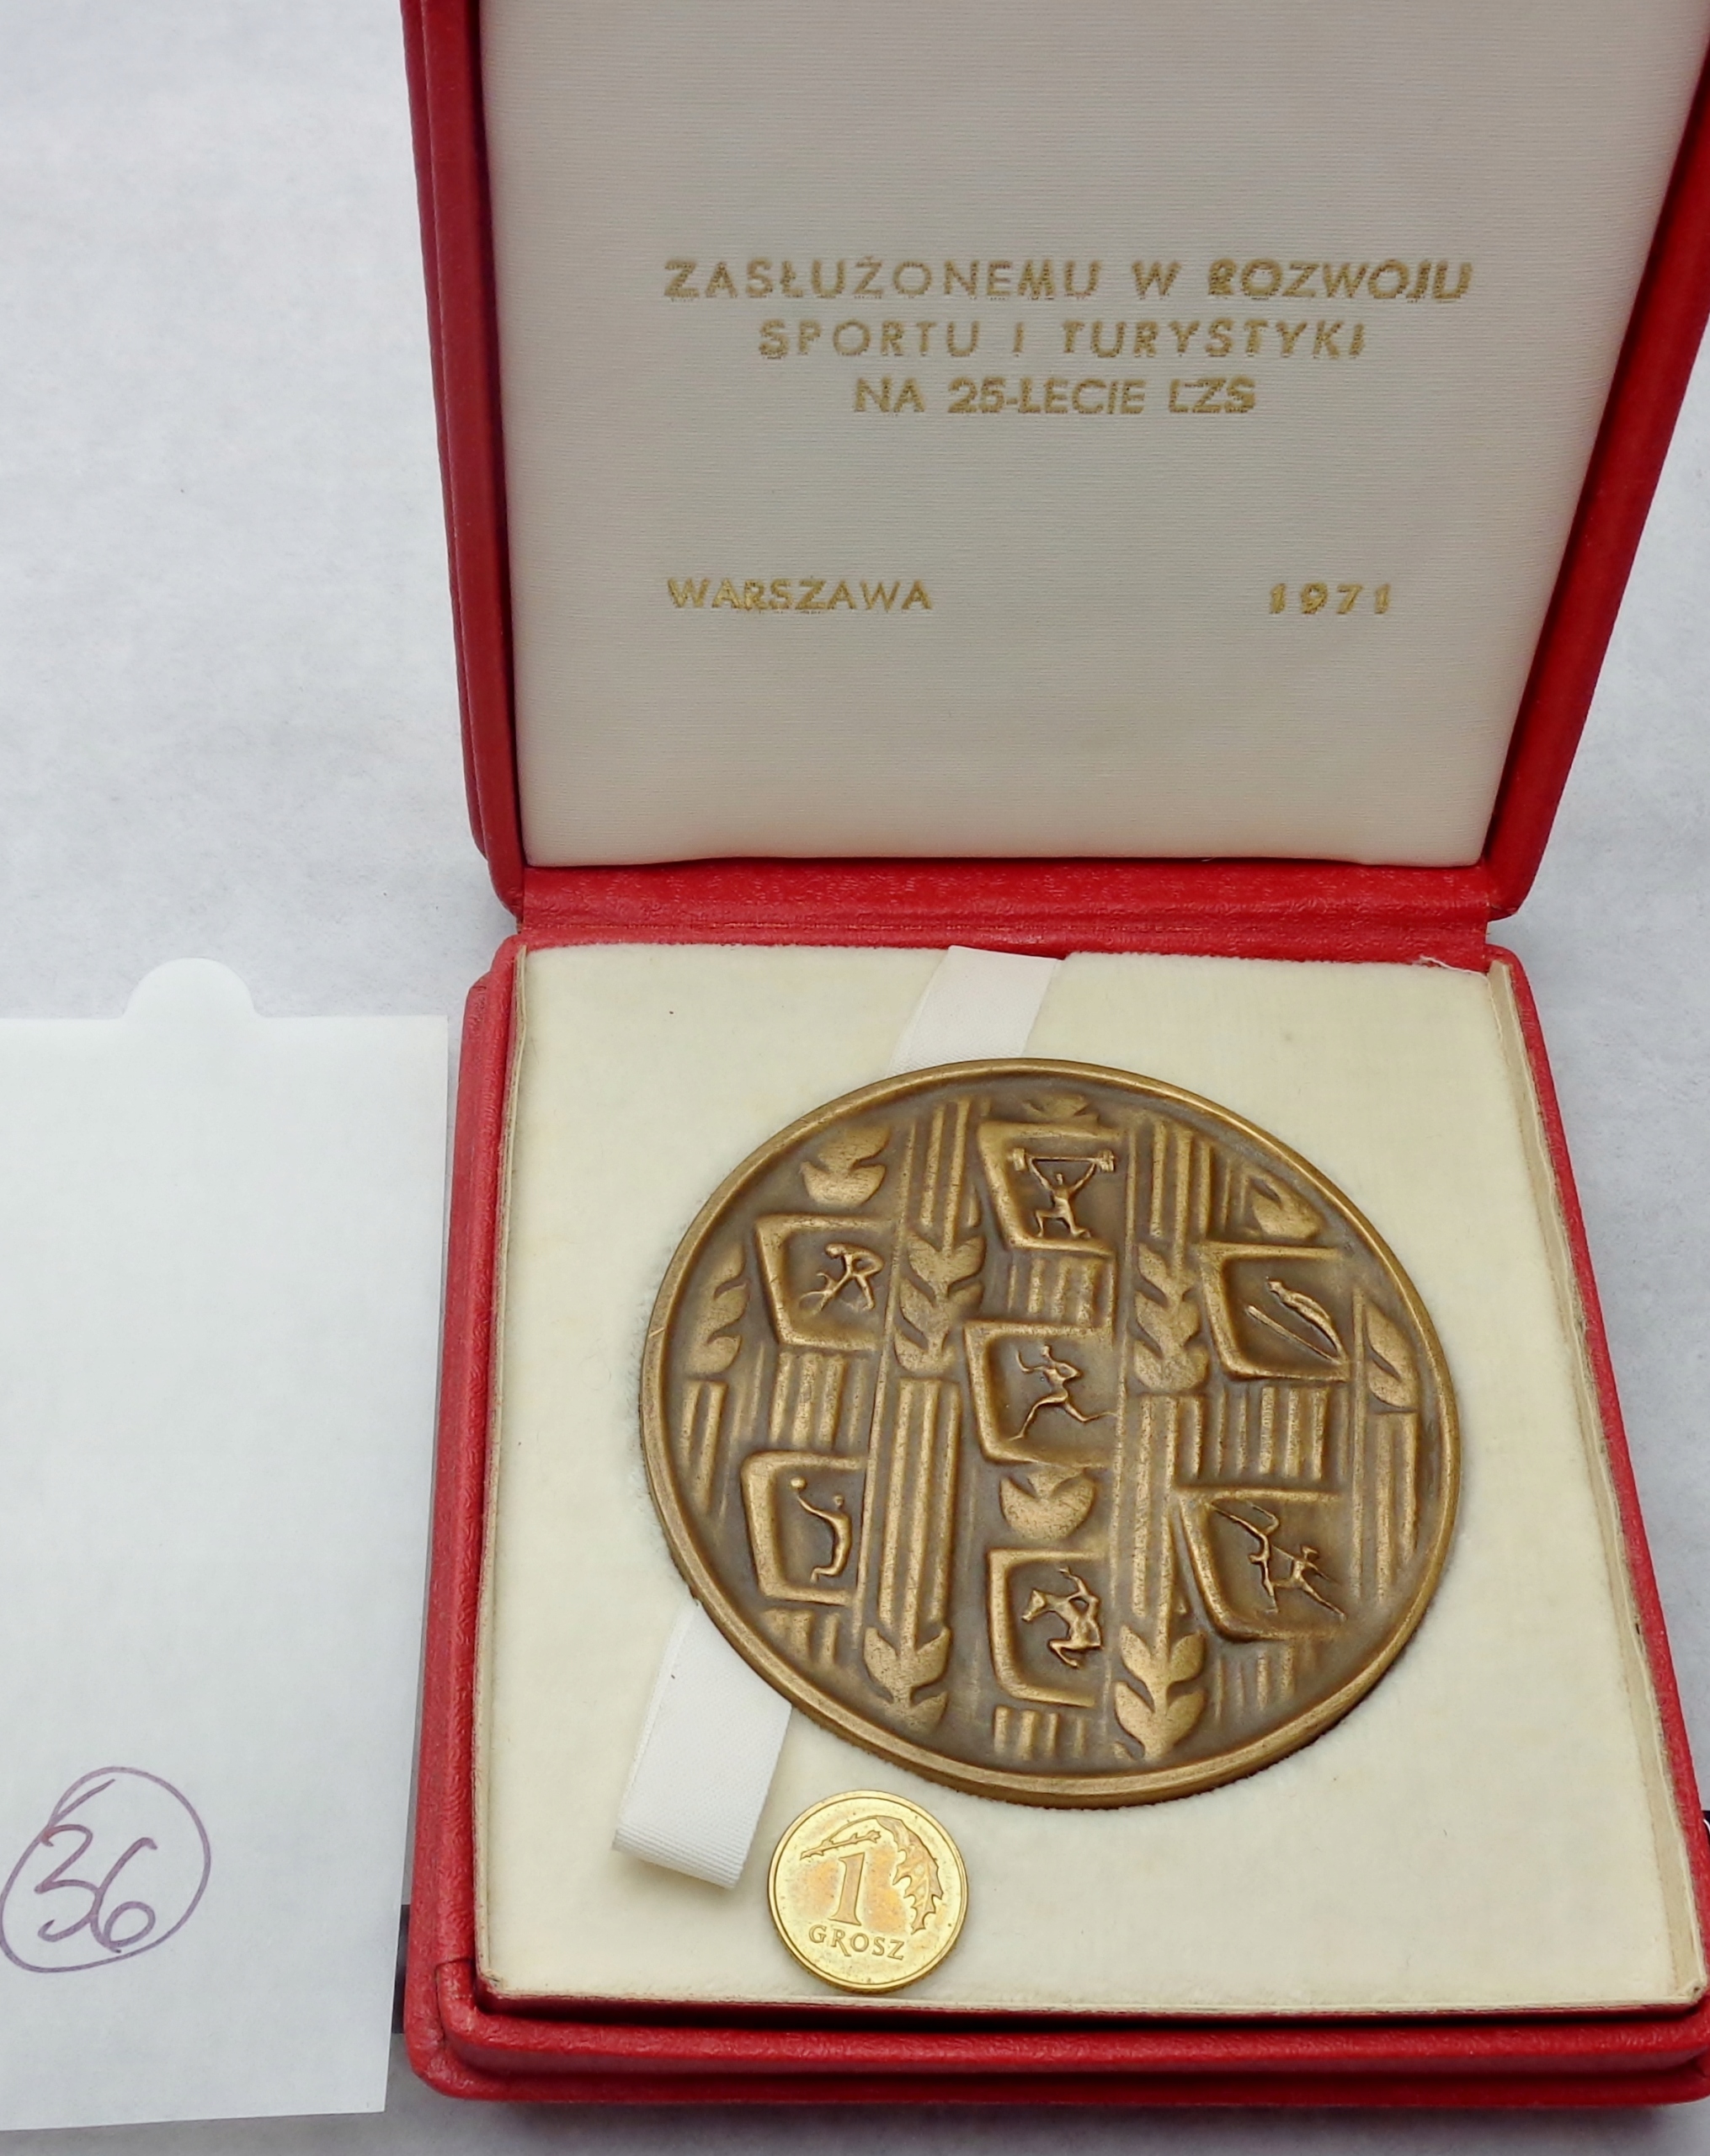 ZASŁUŻONEMU W ROZWOJU
SPORTU I TURYSTYKI
NA 25-LECIE LZS
WARSZAWA 1971
36
1
GROSZ